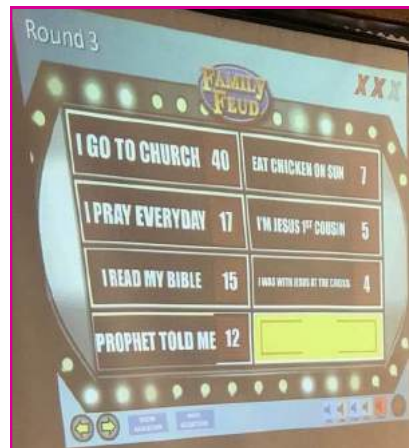 Round 3
FAMILY FEUD
X X X
I GO TO CHURCH 40
I PRAY EVERYDAY 17
I READ MY BIBLE 15
PROPHET TOLD ME 12
EAT CHICKEN ON SUN 7
I'M JESUS 1ST COUSIN 5
I WAS WITH JESUS AT THE CROSS 4